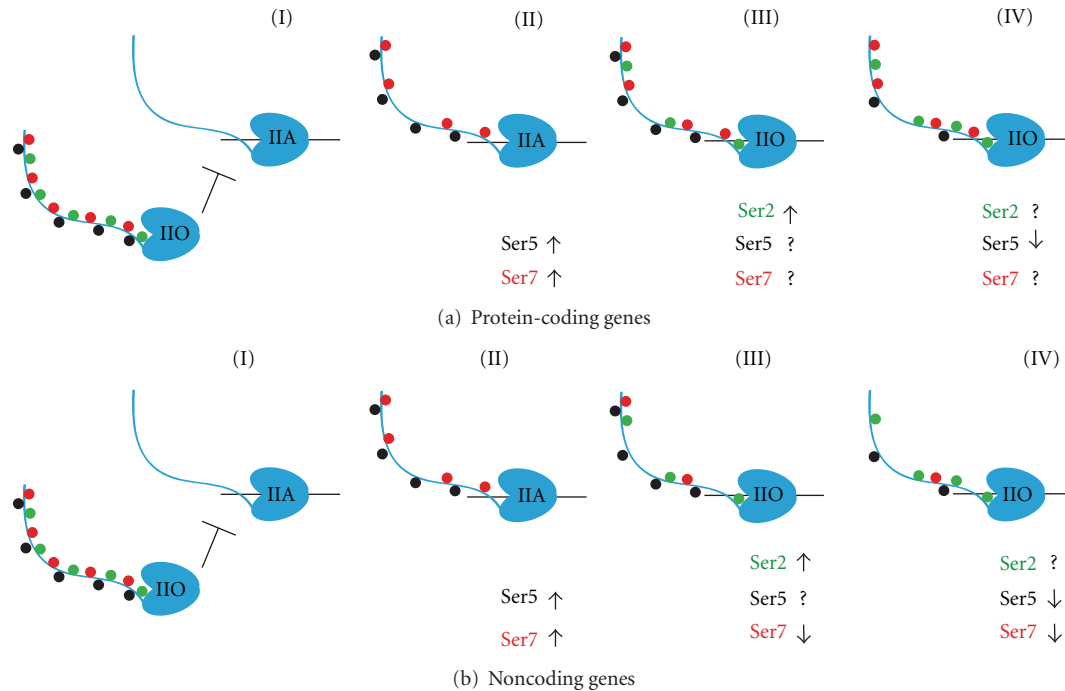 (I) (II) (III) (IV)
IIA IIA IIO IIO
IIO
Ser2 ↑ Ser2 ?
Ser5 ↑ Ser5 ? Ser5 ↓
Ser7 ↑ Ser7 ? Ser7 ?
(a) Protein-coding genes
(I) (II) (III) (IV)
IIA IIA IIO IIO
IIO
Ser2 ↑ Ser2 ?
Ser5 ↑ Ser5 ? Ser5 ↓
Ser7 ↑ Ser7 ↓ Ser7 ↓
(b) Noncoding genes